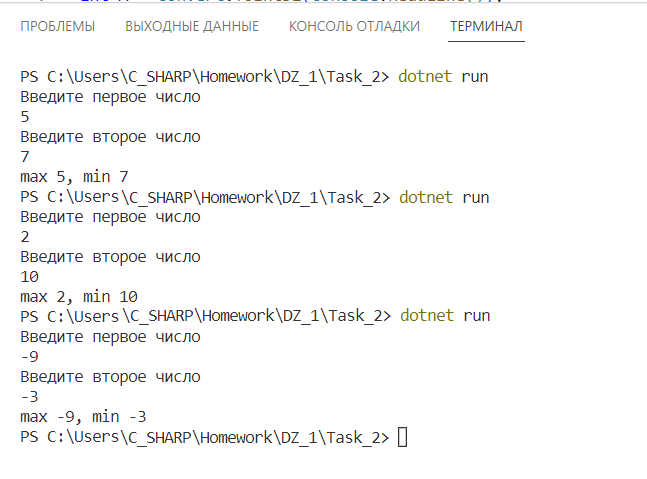 ПРОБЛЕМЫ ВЫХОДНЫЕ ДАННЫЕ КОНСОЛЬ ОТЛАДКИ ТЕРМИНАЛ
PS C:\Users\C_SHARP\Homework\DZ_1\Task_2> dotnet run
Введите первое число
5
Введите второе число
7
max 5, min 7
PS C:\Users\C_SHARP\Homework\DZ_1\Task_2> dotnet run
Введите первое число
2
Введите второе число
10
max 2, min 10
PS C:\Users\C_SHARP\Homework\DZ_1\Task_2> dotnet run
Введите первое число
-9
Введите второе число
-3
max -9, min -3
PS C:\Users\C_SHARP\Homework\DZ_1\Task_2>